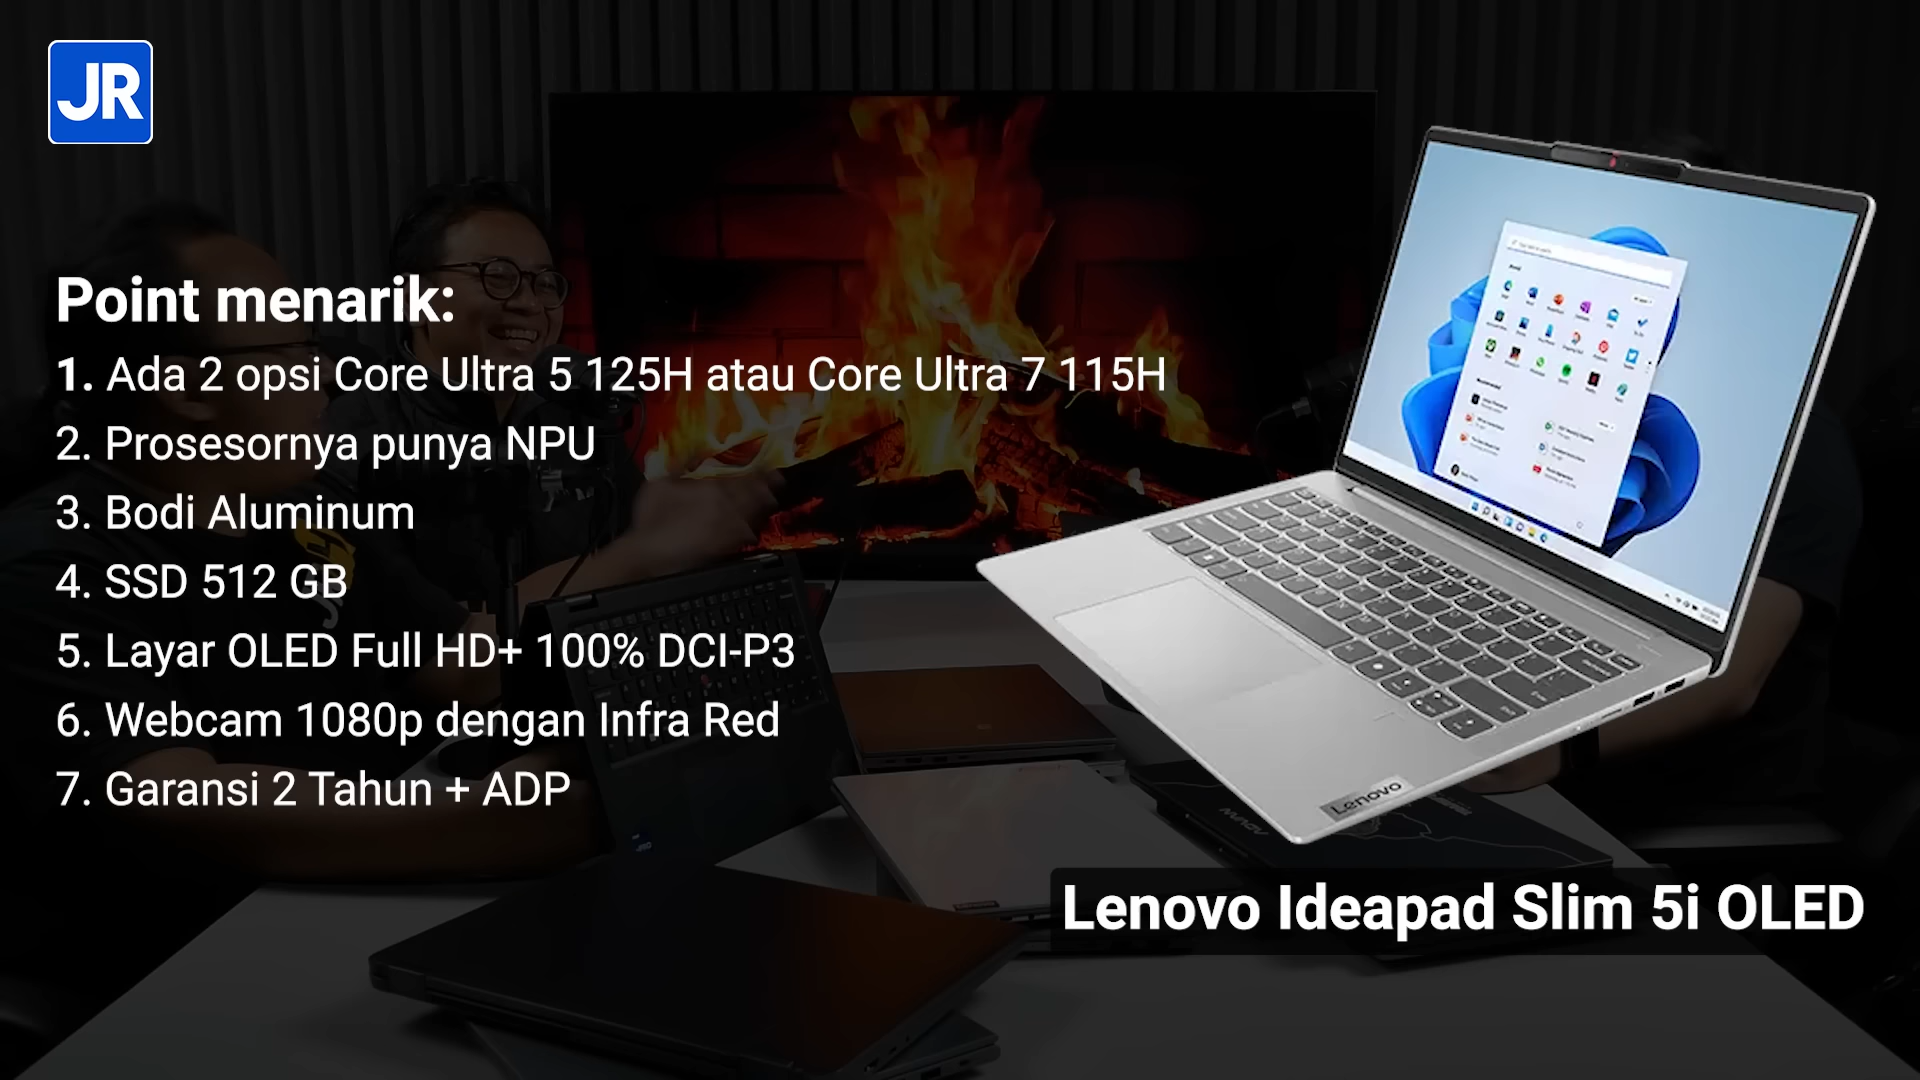 JR
Point menarik:
1. Ada 2 opsi Core Ultra 5 125H atau Core Ultra 7 115H
2. Prosesornya punya NPU
3. Bodi Aluminum
4. SSD 512 GB
5. Layar OLED Full HD+ 100% DCI-P3
6. Webcam 1080p dengan Infra Red
7. Garansi 2 Tahun + ADP
Lenovo
ADVAN
Lenovo Ideapad Slim 5i OLED